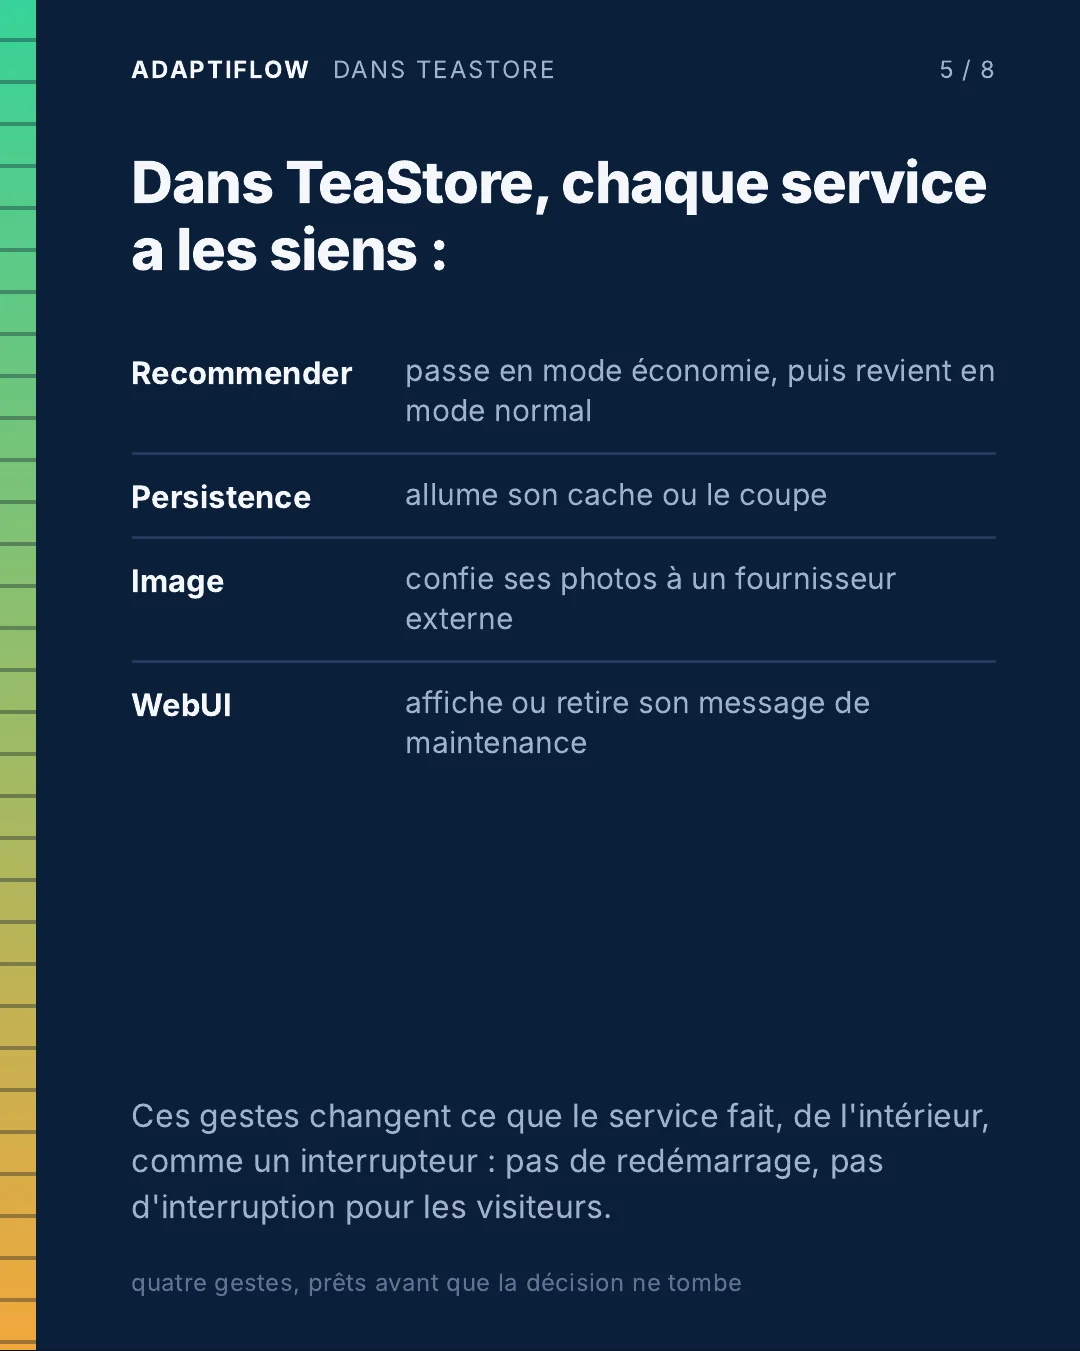 ADAPTIFLOW DANS TEASTORE 5 / 8
Dans TeaStore, chaque service
a les siens :
Recommender passe en mode économie, puis revient en
mode normal
Persistence allume son cache ou le coupe
Image confie ses photos à un fournisseur
externe
WebUI affiche ou retire son message de
maintenance
Ces gestes changent ce que le service fait, de l'intérieur,
comme un interrupteur : pas de redémarrage, pas
d'interruption pour les visiteurs.
quatre gestes, prêts avant que la décision ne tombe